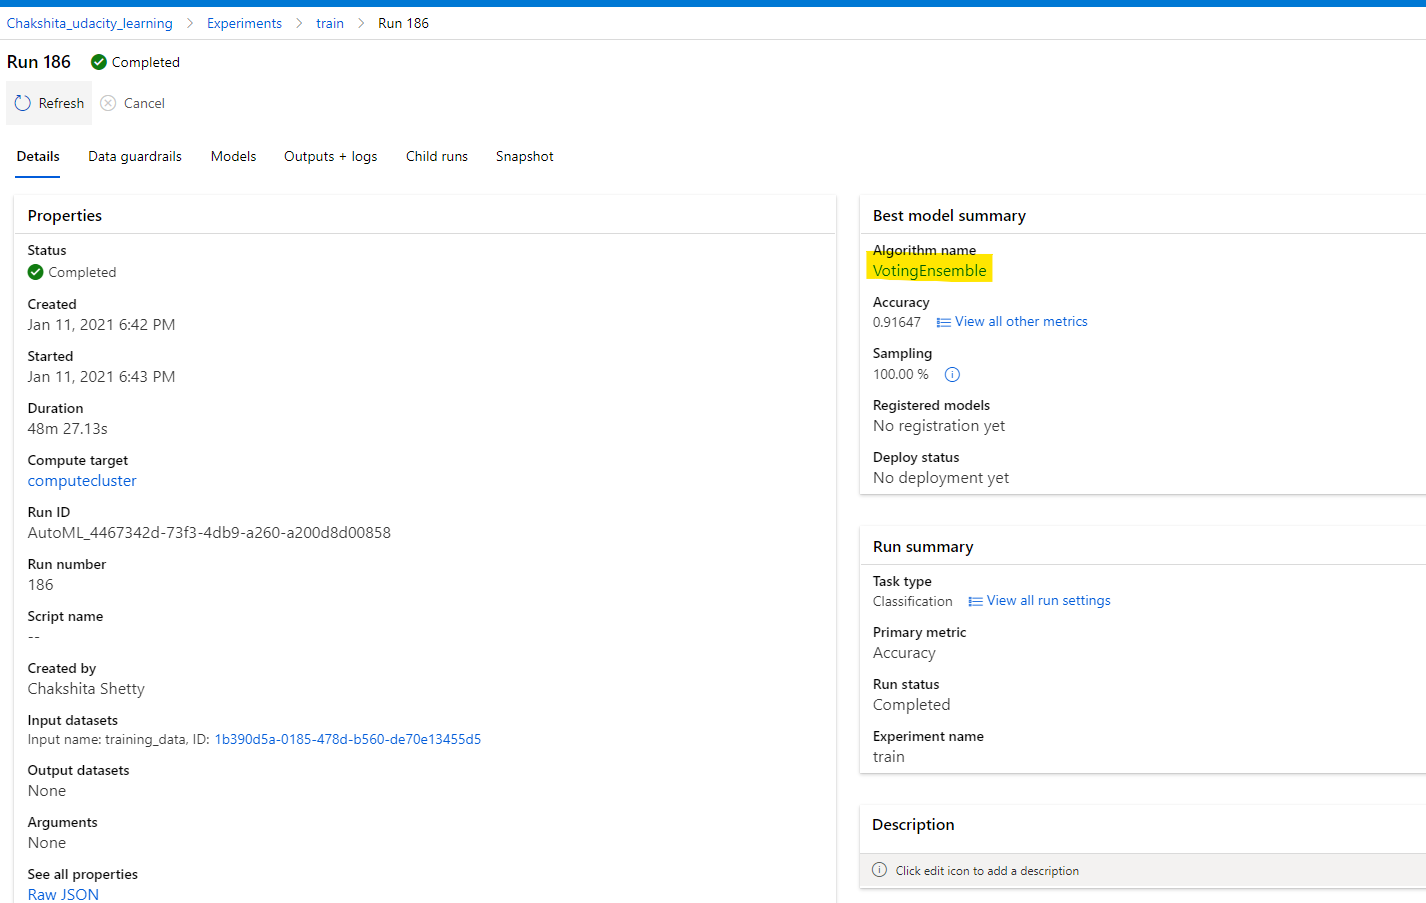 Chakshita_udacity_learning > Experiments > train > Run 186
Run 186 Completed
Refresh Cancel
Details Data guardrails Models Outputs + logs Child runs Snapshot
Properties
Status
Completed
Created
Jan 11, 2021 6:42 PM
Started
Jan 11, 2021 6:43 PM
Duration
48m 27.13s
Compute target
computecluster
Run ID
AutoML_4467342d-73f3-4db9-a260-a200d8d00858
Run number
186
Script name
--
Created by
Chakshita Shetty
Input datasets
Input name: training_data, ID: 1b390d5a-0185-478d-b560-de70e13455d5
Output datasets
None
Arguments
None
See all properties
Raw JSON
Best model summary
Algorithm name
VotingEnsemble
Accuracy
0.91647 View all other metrics
Sampling
100.00 %
Registered models
No registration yet
Deploy status
No deployment yet
Run summary
Task type
Classification View all run settings
Primary metric
Accuracy
Run status
Completed
Experiment name
train
Description
Click edit icon to add a description